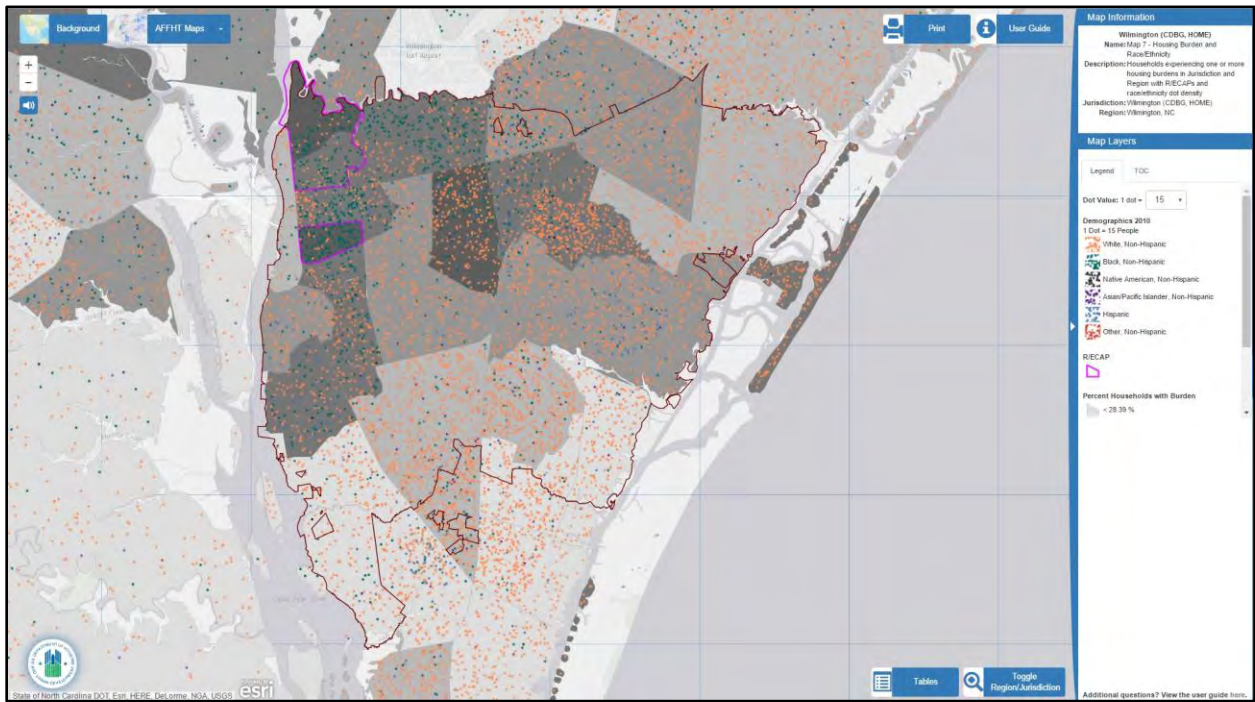 Background
AFFHT Maps
Print
User Guide
+
−
Wilmington
Map Information
Wilmington (CDBG, HOME)
Name: Map 7 - Housing Burden and
Race/Ethnicity
Description: Households experiencing one or more
housing burdens in Jurisdiction and
Region with R/ECAPs and
race/ethnicity dot density
Jurisdiction: Wilmington (CDBG, HOME)
Region: Wilmington, NC
Map Layers
Legend
TOC
Dot Value: 1 dot = 15
Demographics 2010
1 Dot = 15 People
White, Non-Hispanic
Black, Non-Hispanic
Native American, Non-Hispanic
Asian/Pacific Islander, Non-Hispanic
Hispanic
Other, Non-Hispanic
R/ECAP
Percent Households with Burden
< 28.39 %
Tables
Toggle
Region/Jurisdiction
Additional questions? View the user guide here.
State of North Carolina DOT, Esri, HERE, DeLorme, NGA, USGS
esri